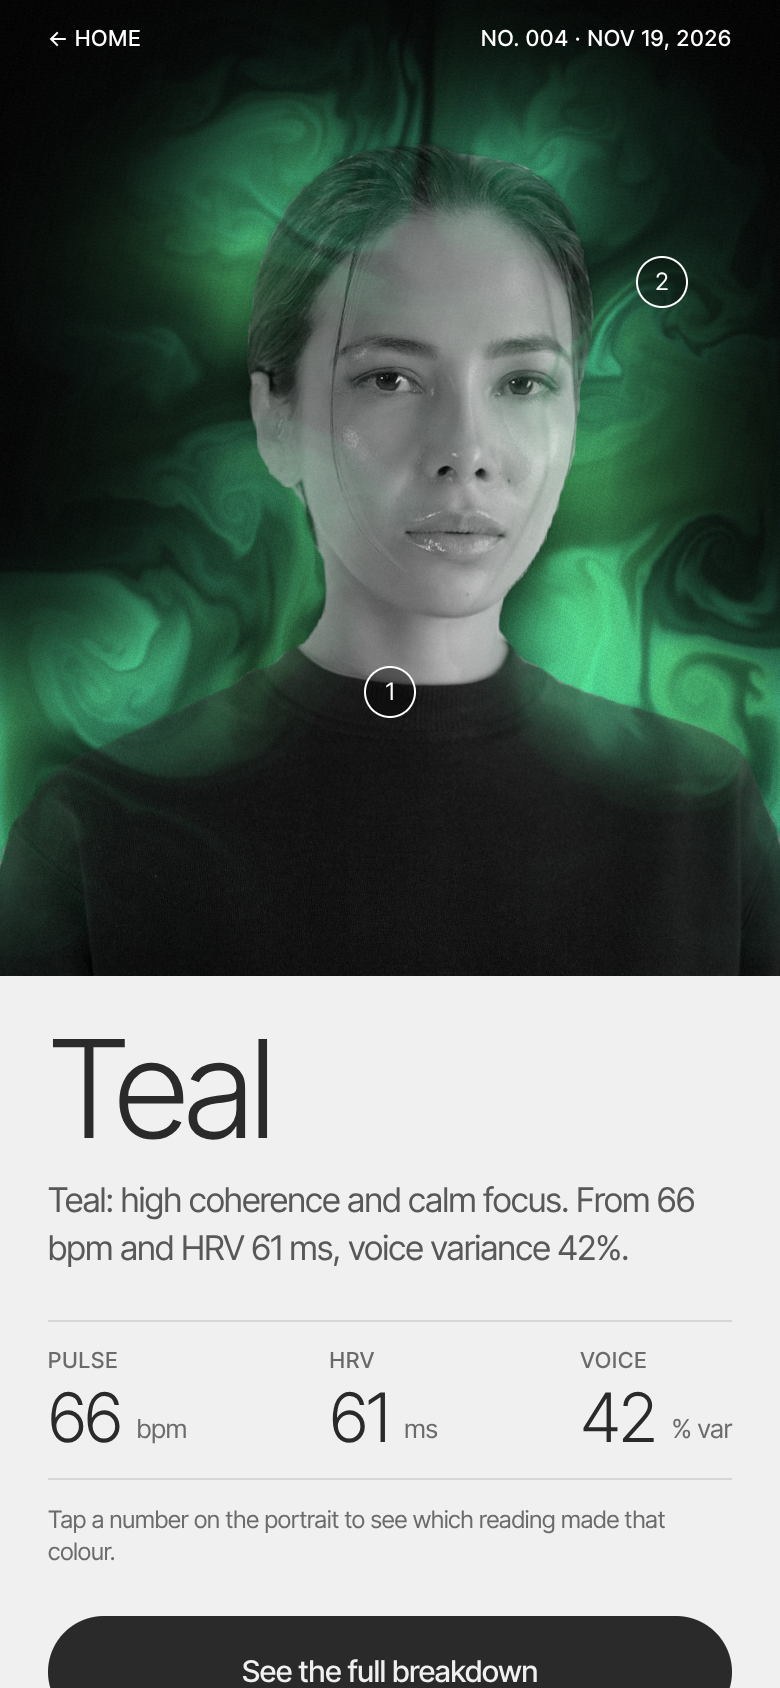 ← HOME
NO. 004 · NOV 19, 2026
2
1
Teal
Teal: high coherence and calm focus. From 66
bpm and HRV 61 ms, voice variance 42%.
PULSE
66 bpm
HRV
61 ms
VOICE
42 % var
Tap a number on the portrait to see which reading made that
colour.
See the full breakdown